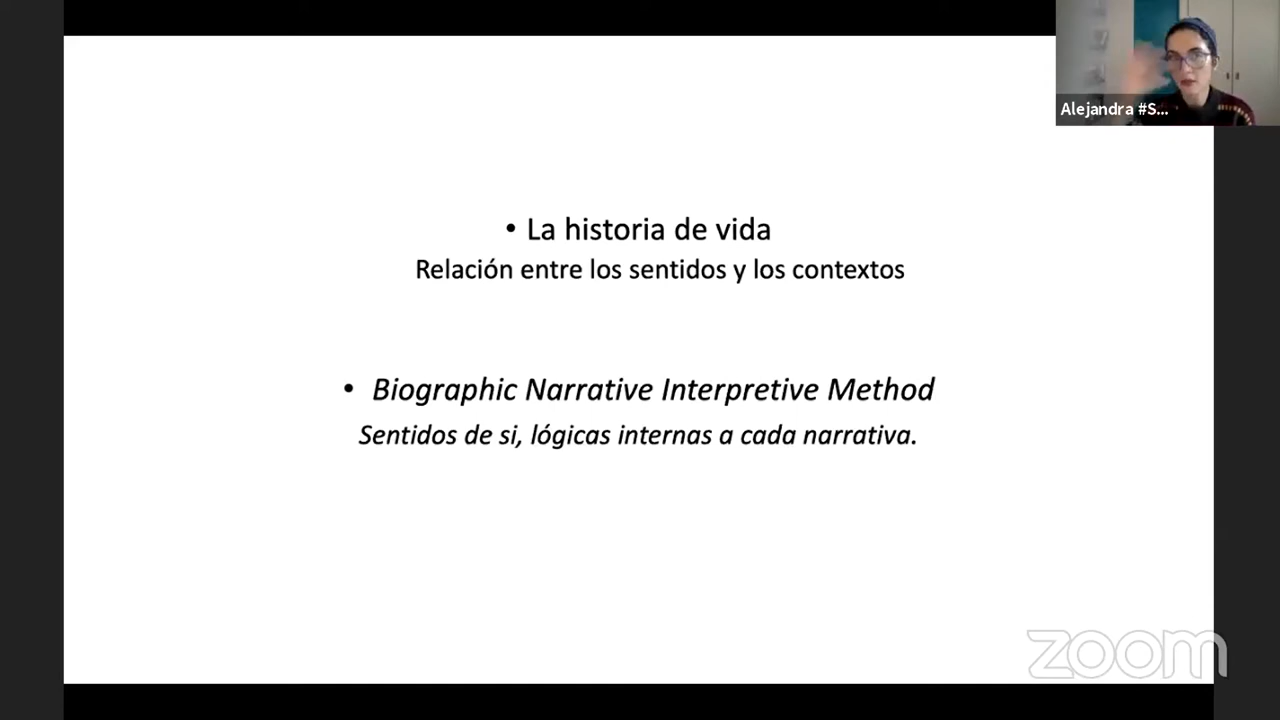 Alejandra #S...
• La historia de vida
Relación entre los sentidos y los contextos
• Biographic Narrative Interpretive Method
Sentidos de si, lógicas internas a cada narrativa.
zoom